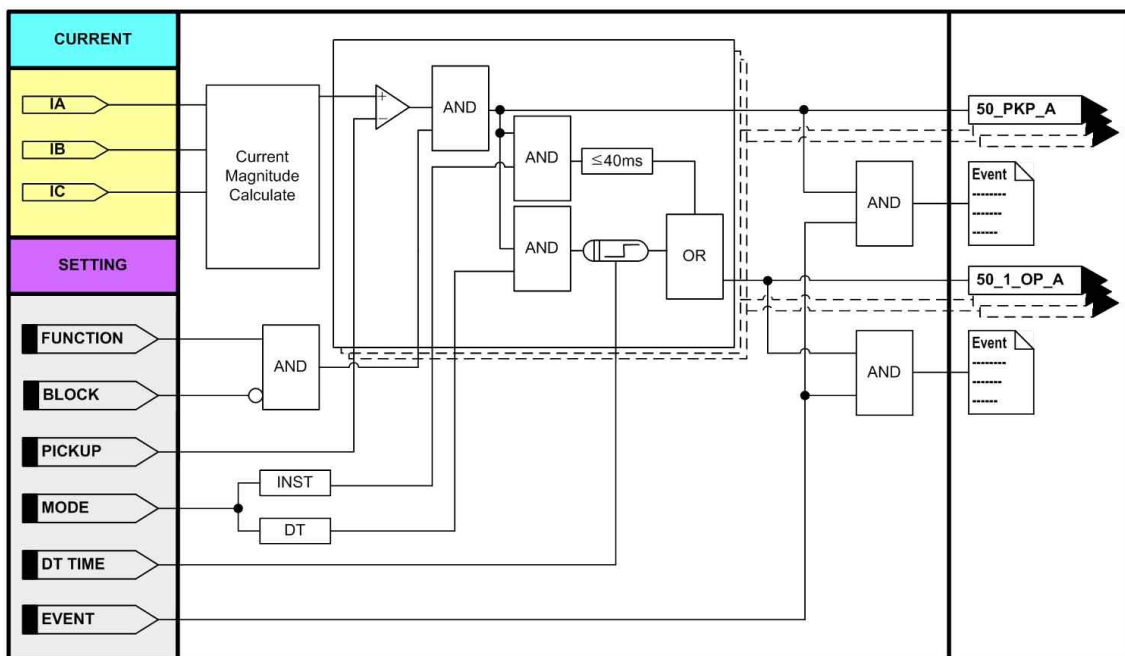 CURRENT
IA
IB
IC
Current
Magnitude
Calculate
+
−
AND
AND
≤40ms
AND
OR
50_PKP_A
AND
Event
--------
-------
------
SETTING
50_1_OP_A
FUNCTION
AND
BLOCK
AND
Event
--------
-------
------
PICKUP
MODE
INST
DT
DT TIME
EVENT